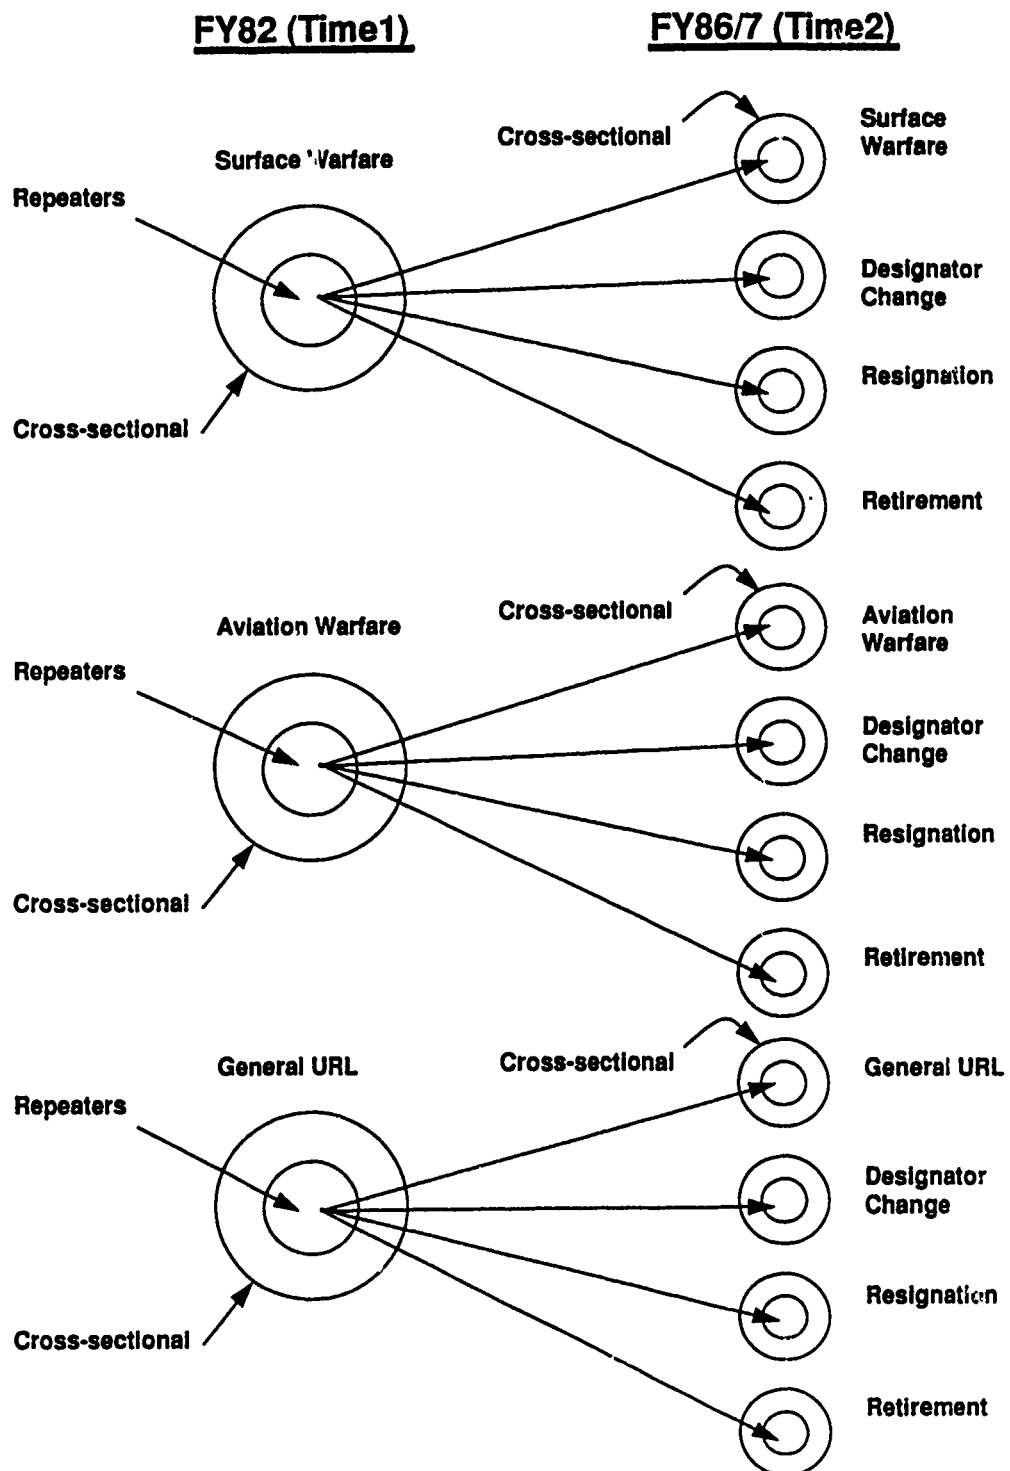 FY82 (Time1)
FY86/7 (Time2)
Surface Warfare
Repeaters
Cross-sectional
Cross-sectional
Surface
Warfare
Designator
Change
Resignation
Retirement
Aviation Warfare
Repeaters
Cross-sectional
Cross-sectional
Aviation
Warfare
Designator
Change
Resignation
Retirement
General URL
Repeaters
Cross-sectional
Cross-sectional
General URL
Designator
Change
Resignation
Retirement